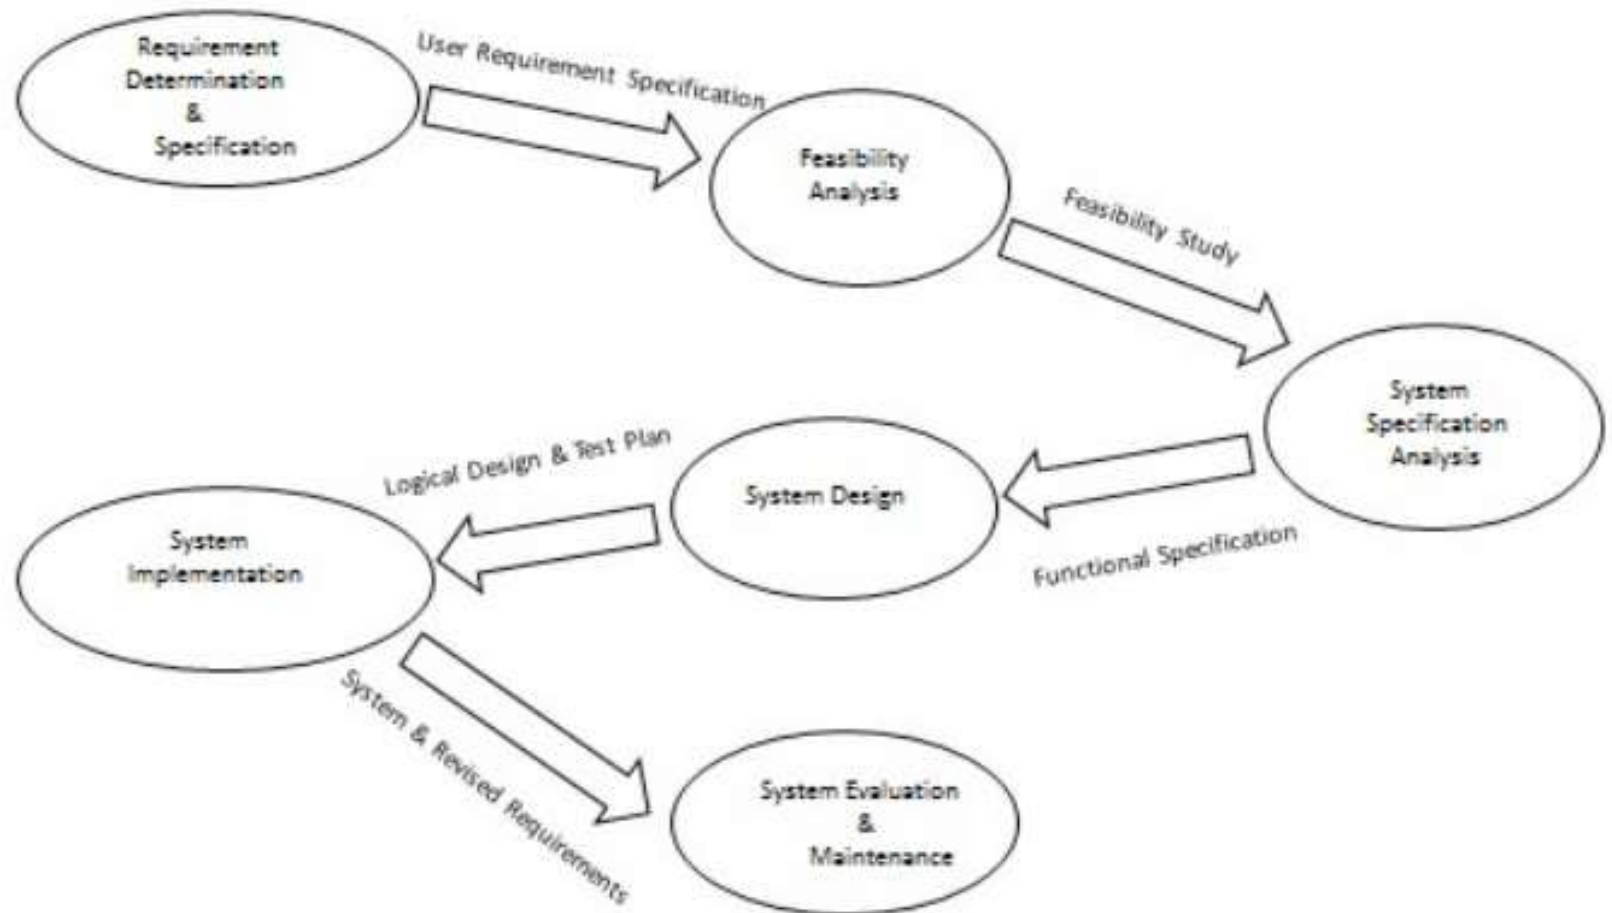 Requirement
Determination
&
Specification
User Requirement Specification
Feasibility
Analysis
Feasibility Study
System
Specification
Analysis
Functional Specification
System Design
Logical Design & Test Plan
System
Implementation
System & Revised Requirements
System Evaluation
&
Maintenance